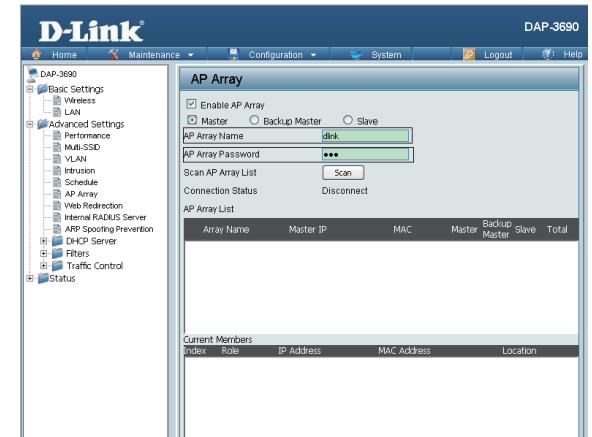 D-Link
DAP-3690
Home Maintenance Configuration System Logout Help
DAP-3690
Basic Settings
Wireless
LAN
Advanced Settings
Performance
Multi-SSID
VLAN
Intrusion
Schedule
AP Array
Web Redirection
Internal RADIUS Server
ARP Spoofing Prevention
DHCP Server
Filters
Traffic Control
Status
AP Array
Enable AP Array
Master Backup Master Slave
AP Array Name dlink
AP Array Password •••
Scan AP Array List Scan
Connection Status Disconnect
AP Array List
Array Name Master IP MAC Master Backup Master Slave Total
Current Members
Index Role IP Address MAC Address Location